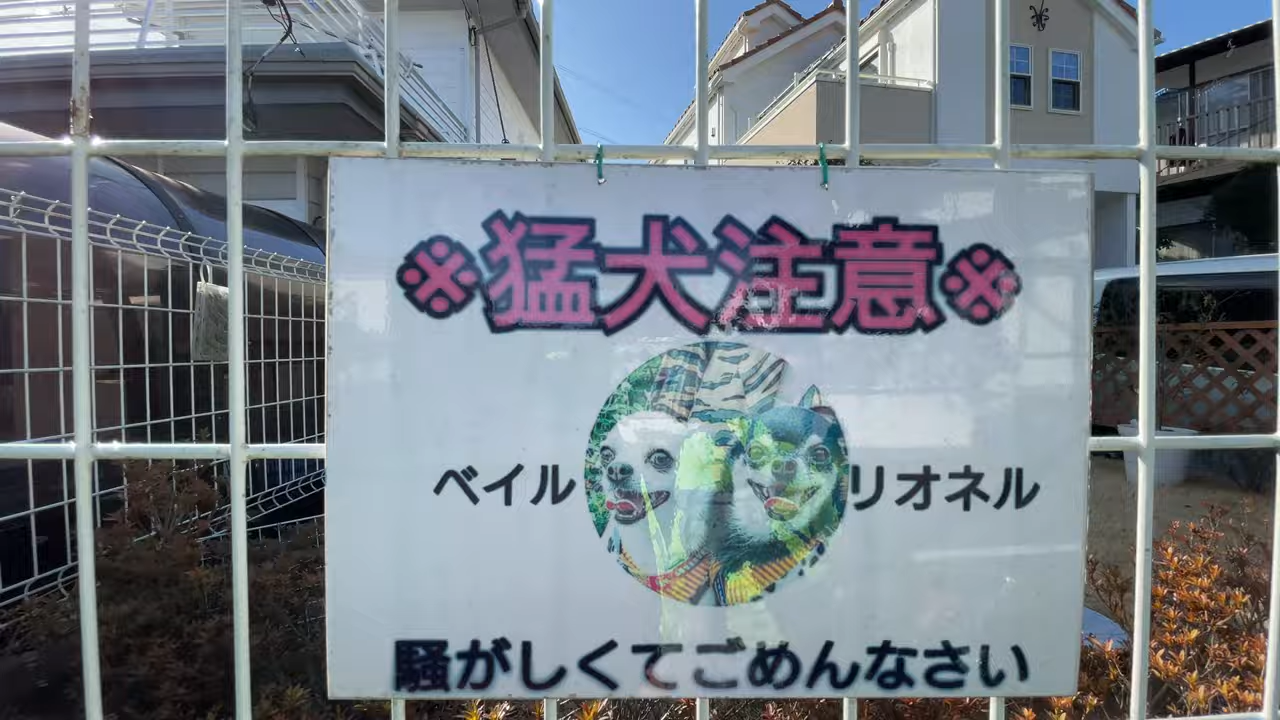 ※猛犬注意※
ベイル リオネル
騒がしくてごめんなさい